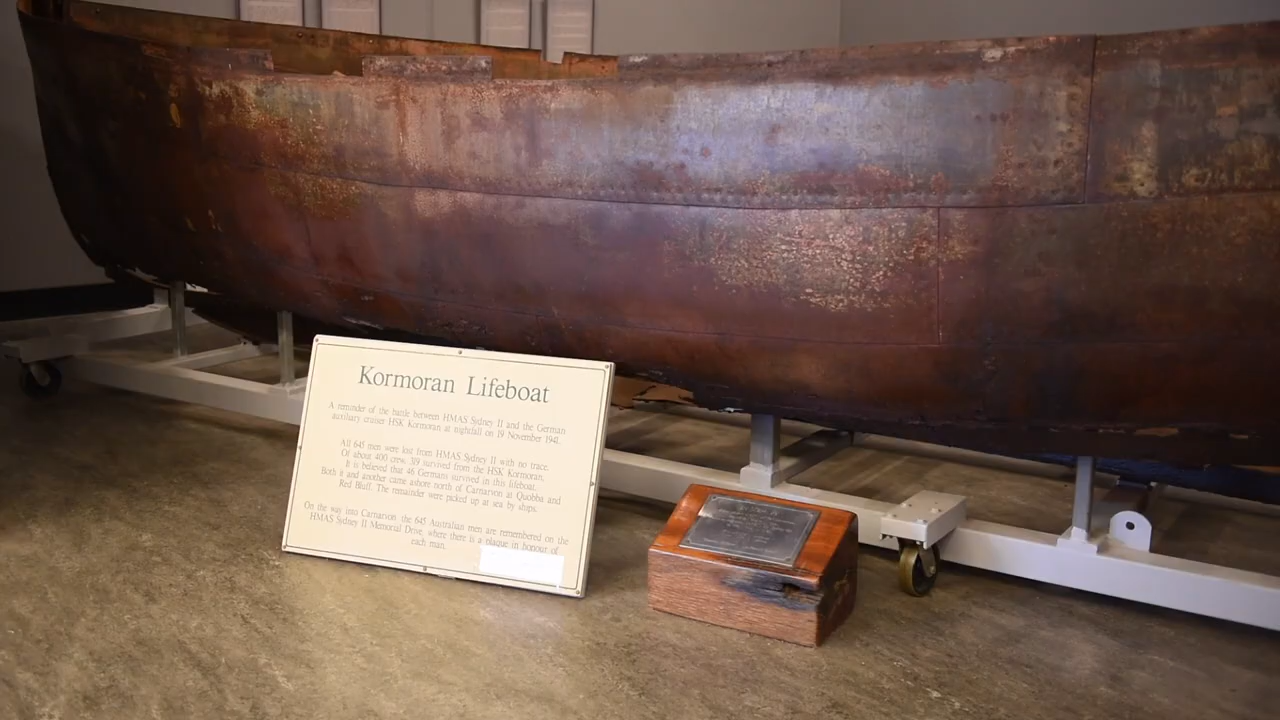 Kormoran Lifeboat
A reminder of the battle between HMAS Sydney II and the German
auxiliary cruiser HSK Kormoran at nightfall on 19 November 1941.
All 645 men were lost from HMAS Sydney II with no trace.
Of about 400 crew, 319 survived from the HSK Kormoran.
It is believed that 46 Germans survived in this lifeboat.
Both it and another came ashore north of Carnarvon at Quobba and
Red Bluff. The remainder were picked up at sea by ships.
On the way into Carnarvon, the 645 Australian men are remembered on the
HMAS Sydney II Memorial Drive, where there is a plaque in honour of
each man.